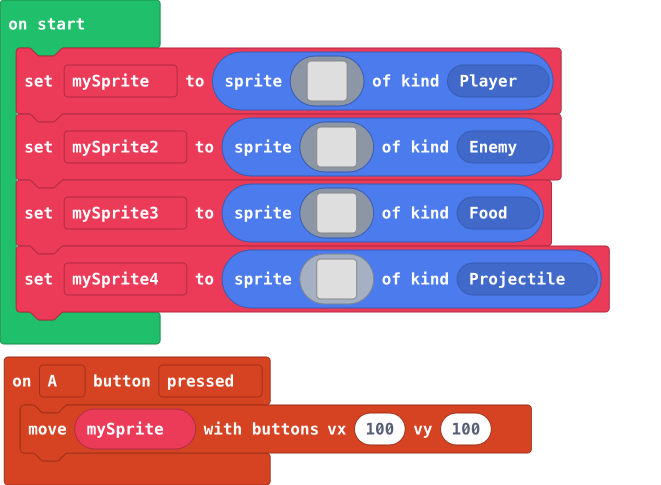 on start
set mySprite to sprite of kind Player
set mySprite2 to sprite of kind Enemy
set mySprite3 to sprite of kind Food
set mySprite4 to sprite of kind Projectile
on A button pressed
move mySprite with buttons vx 100 vy 100